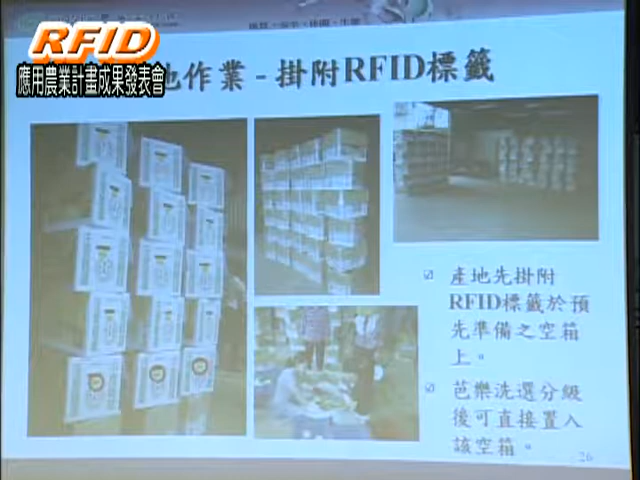 RFID
應用農業計畫成果發表會
地作業 - 掛附RFID標籤
產地先掛附
RFID標籤於預
先準備之空箱
上。
芭樂洗選分級
後可直接置入
該空箱。
26